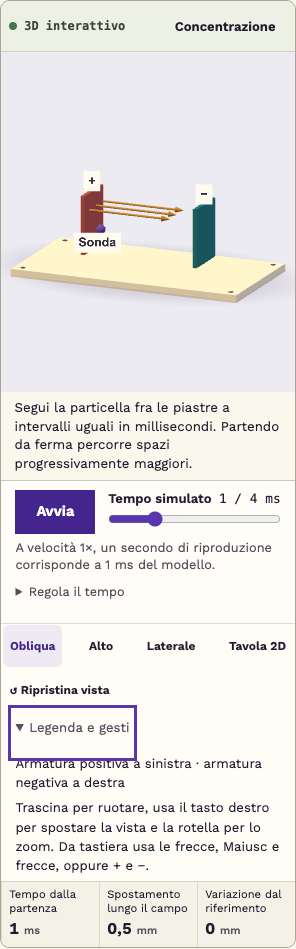 3D interattivo
Concentrazione
+
−
Sonda
Segui la particella fra le piastre a
intervalli uguali in millisecondi. Partendo
da ferma percorre spazi
progressivamente maggiori.
Avvia
Tempo simulato 1 / 4 ms
A velocità 1×, un secondo di riproduzione
corrisponde a 1 ms del modello.
▶ Regola il tempo
Obliqua
Alto
Laterale
Tavola 2D
↺ Ripristina vista
▼ Legenda e gesti
Armatura positiva a sinistra · armatura
negativa a destra
Trascina per ruotare, usa il tasto destro
per spostare la vista e la rotella per lo
zoom. Da tastiera usa le frecce, Maiusc e
frecce, oppure + e −.
Tempo dalla
partenza
1 ms
Spostamento
lungo il campo
0,5 mm
Variazione dal
riferimento
0 mm